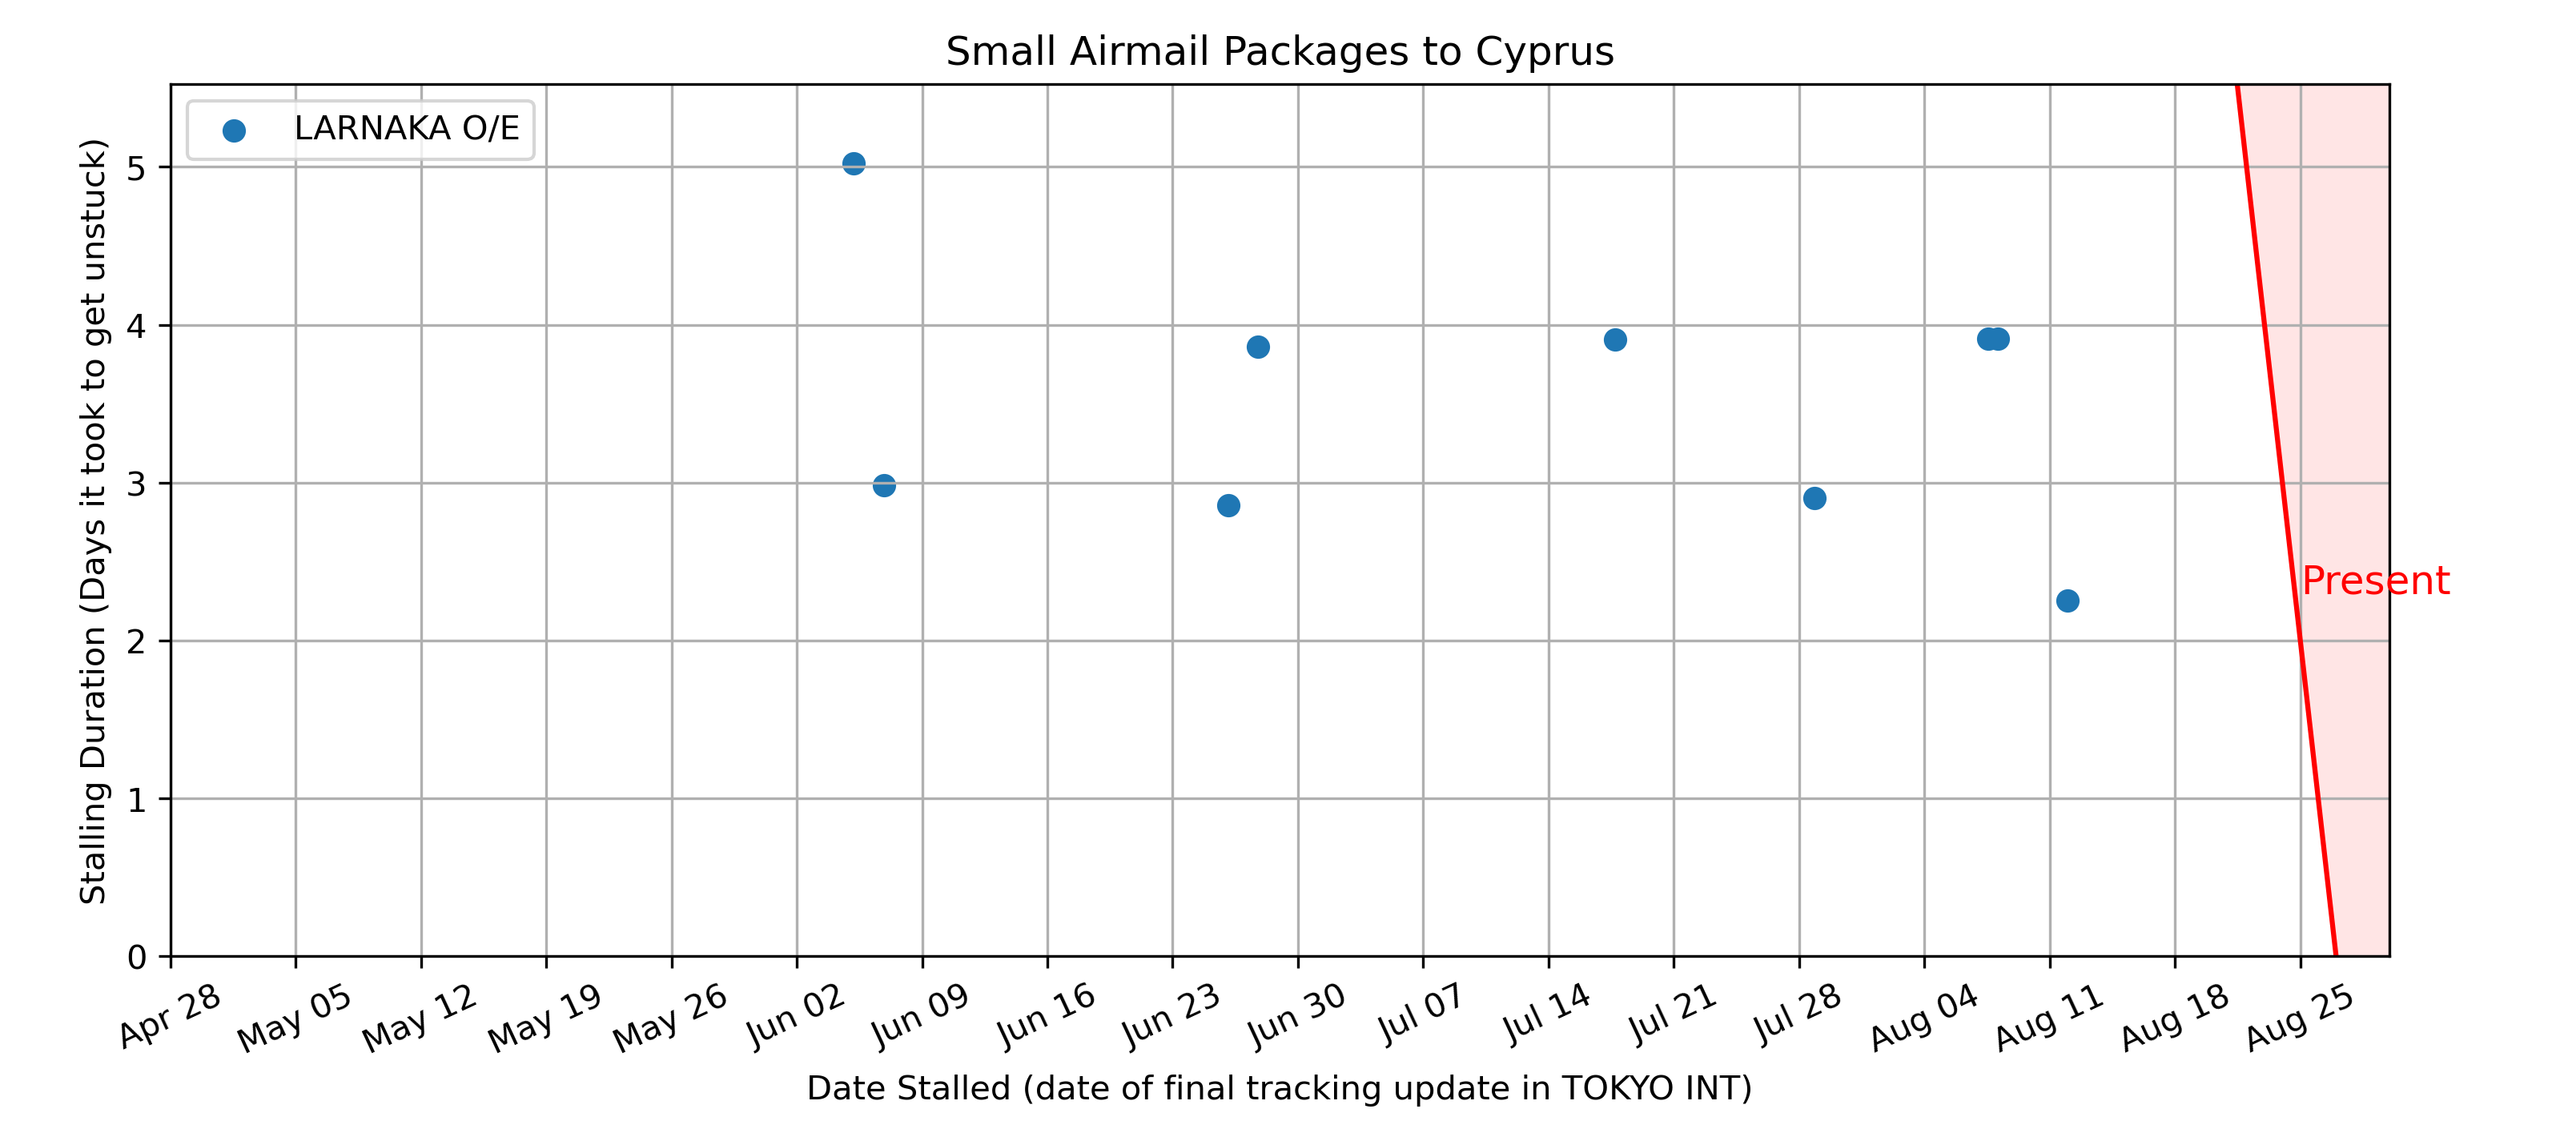 Small Airmail Packages to Cyprus
LARNAKA O/E
Stalling Duration (Days it took to get unstuck)
5
4
3
2
1
0
Present
Apr 28
May 05
May 12
May 19
May 26
Jun 02
Jun 09
Jun 16
Jun 23
Jun 30
Jul 07
Jul 14
Jul 21
Jul 28
Aug 04
Aug 11
Aug 18
Aug 25
Date Stalled (date of final tracking update in TOKYO INT)